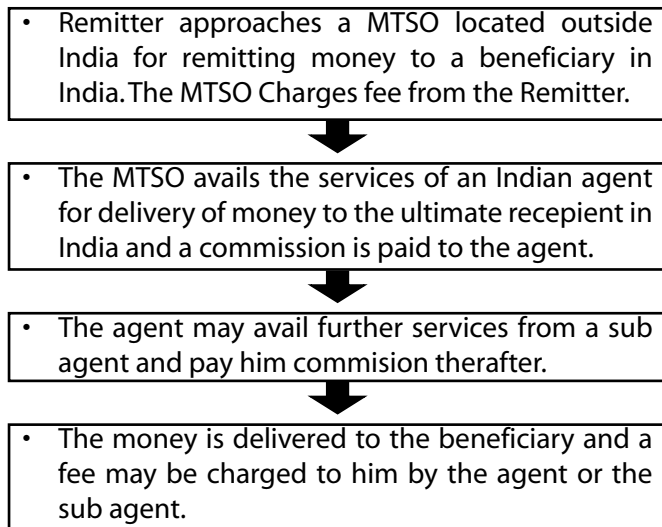 • Remitter approaches a MTSO located outside
India for remitting money to a beneficiary in
India. The MTSO Charges fee from the Remitter.
• The MTSO avails the services of an Indian agent
for delivery of money to the ultimate recepient in
India and a commission is paid to the agent.
• The agent may avail further services from a sub
agent and pay him commision therafter.
• The money is delivered to the beneficiary and a
fee may be charged to him by the agent or the
sub agent.